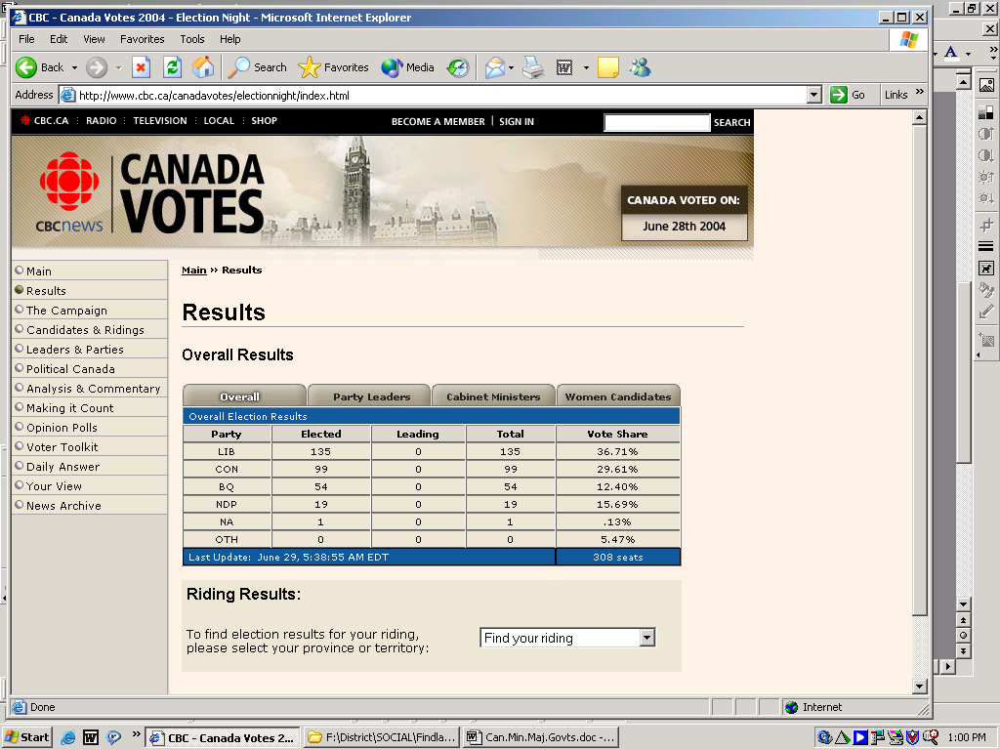 CBC - Canada Votes 2004 - Election Night - Microsoft Internet Explorer
File Edit View Favorites Tools Help
Back Search Favorites Media
Address http://www.cbc.ca/canadavotes/electionnight/index.html Go Links »
CBC.CA RADIO TELEVISION LOCAL SHOP BECOME A MEMBER | SIGN IN SEARCH
CANADA
VOTES
cbcnews
CANADA VOTED ON:
June 28th 2004
Main
Results
The Campaign
Candidates & Ridings
Leaders & Parties
Political Canada
Analysis & Commentary
Making it Count
Opinion Polls
Voter Toolkit
Daily Answer
Your View
News Archive
Main » Results
Results
Overall Results
Overall Party Leaders Cabinet Ministers Women Candidates
Overall Election Results
Party Elected Leading Total Vote Share
LIB 135 0 135 36.71%
CON 99 0 99 29.61%
BQ 54 0 54 12.40%
NDP 19 0 19 15.69%
NA 1 0 1 .13%
OTH 0 0 0 5.47%
Last Update: June 29, 5:38:55 AM EDT 308 seats
Riding Results:
To find election results for your riding,
please select your province or territory:
Find your riding
Done Internet
Start » CBC - Canada Votes 2... F:\District\SOCIAL\Findla... Can.Min.Maj.Govts.doc -... 1:00 PM